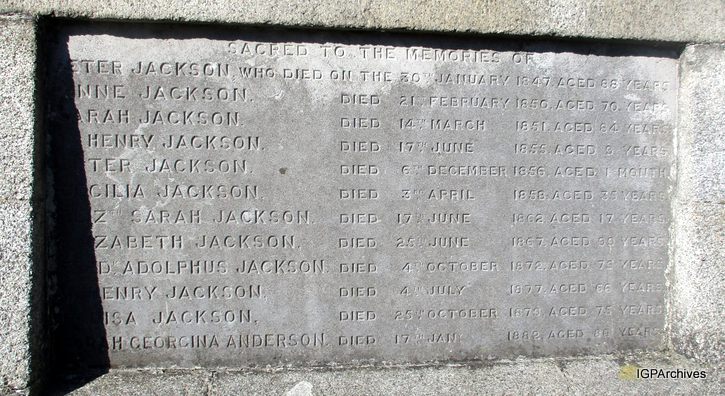 SACRED TO THE MEMORIES OF
ETER JACKSON, WHO DIED ON THE 30TH JANUARY 1847. AGED 68 YEARS
NNE JACKSON. DIED 21ST FEBRUARY 1850. AGED 70 YEARS
ARAH JACKSON. DIED 14TH MARCH 1851. AGED 64 YEARS
HENRY JACKSON. DIED 17TH JUNE 1855. AGED YEARS
TER JACKSON DIED 6TH DECEMBER 1856. AGED 1 MONTH
CILIA JACKSON DIED 3RD APRIL 1858. AGED 35 YEARS
Z SARAH JACKSON. DIED 17TH JUNE 1862. AGED 17 YEARS
ZABETH JACKSON DIED 25TH JUNE 1867. AGED YEARS
D. ADOLPHUS JACKSON. DIED 4TH OCTOBER 1872. AGED YEARS
ENRY JACKSON. DIED 4TH JULY 1877. AGED 66 YEARS
ISA JACKSON. DIED 25TH OCTOBER 1879. AGED 75 YEARS
AH GEORGINA ANDERSON. DIED 17TH JANY 1882. AGED YEARS
IGPArchives